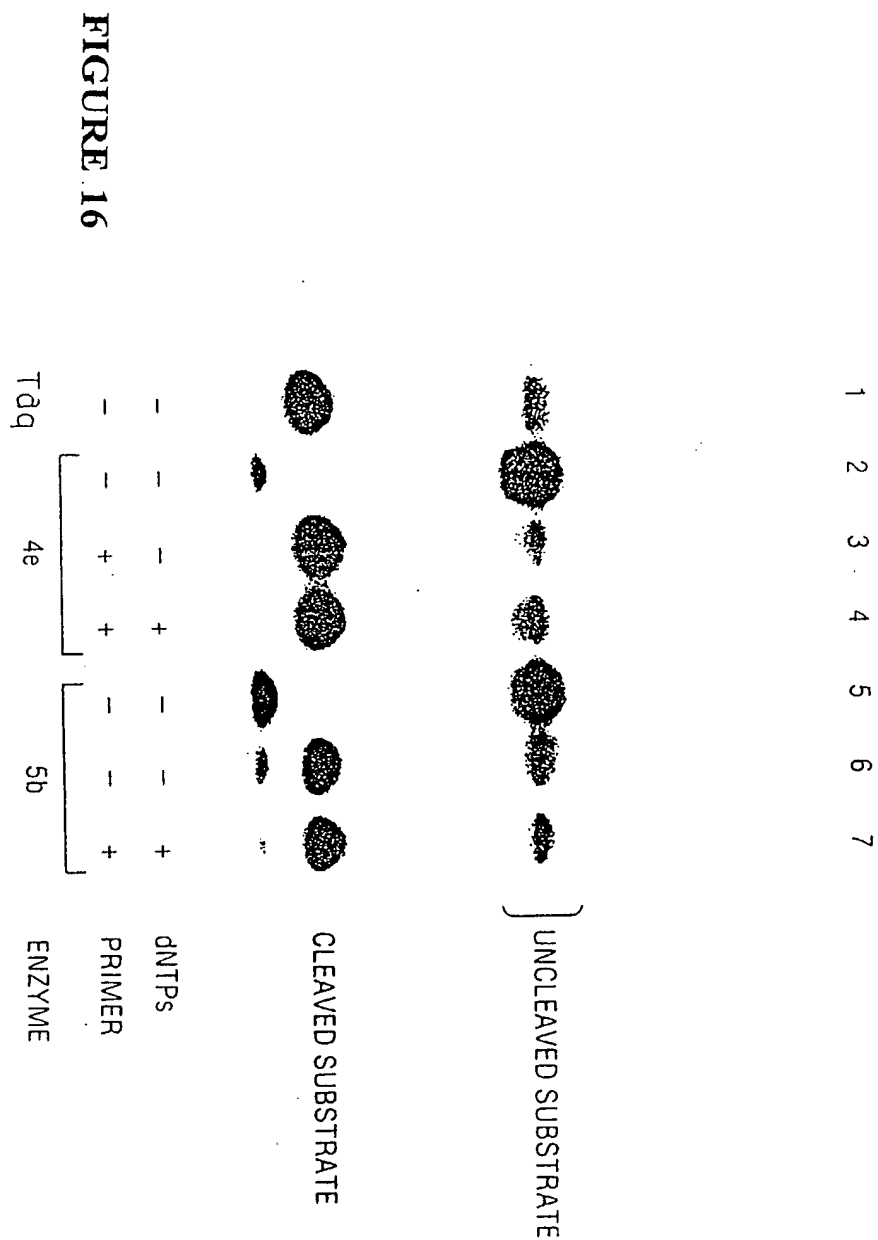 1 2 3 4 5 6 7
UNCLEAVED SUBSTRATE
CLEAVED SUBSTRATE
− − − + − − + dNTPs
− − + + − − + PRIMER
Taq 4e 5b ENZYME
FIGURE 16